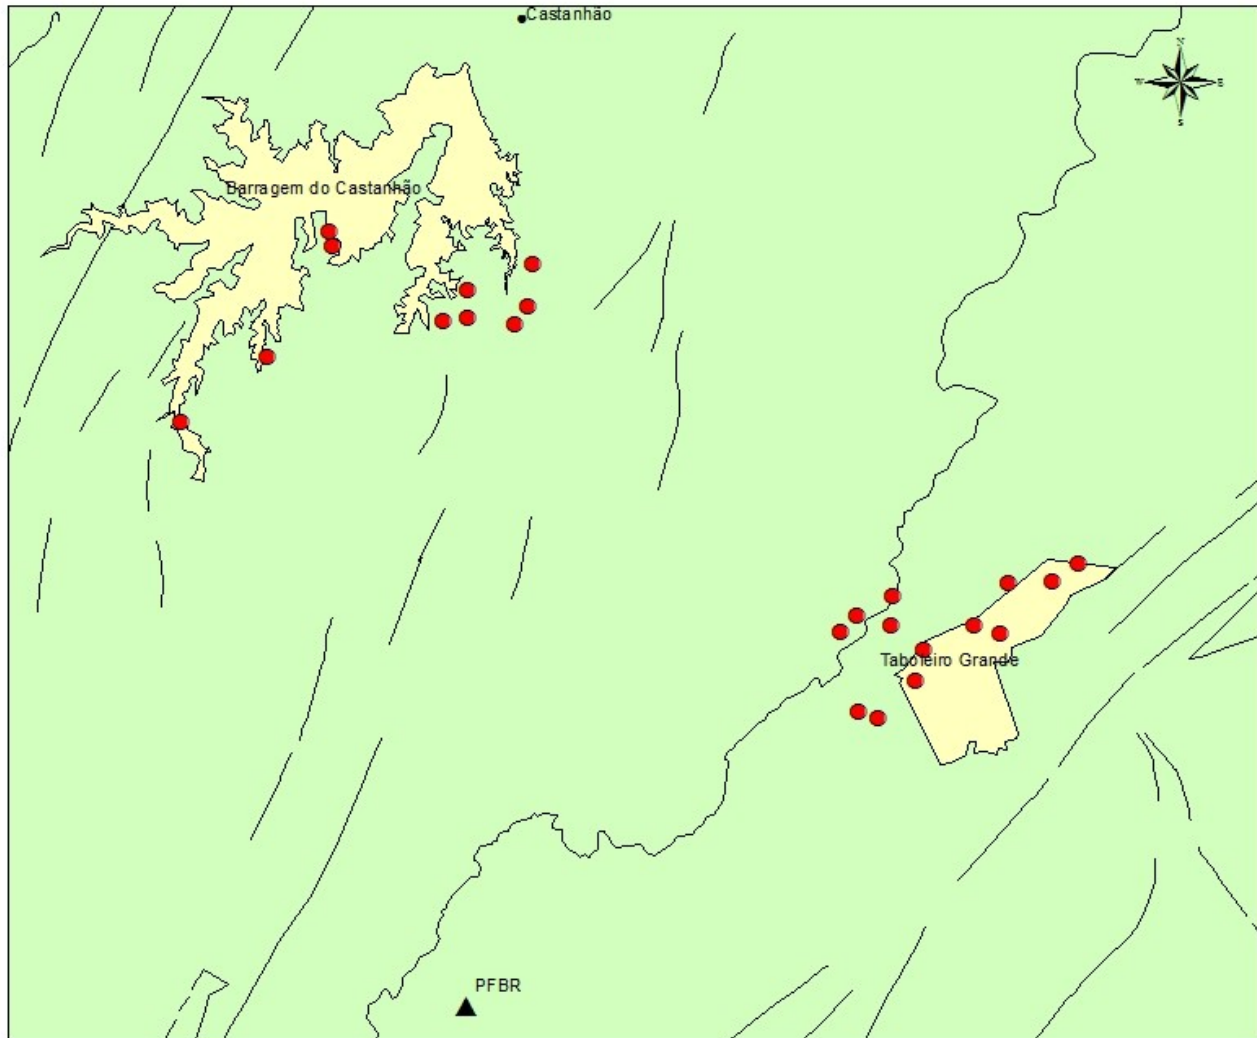 Castanhão
N
W E
S
Barragem do Castanhão
Taboleiro Grande
PFBR